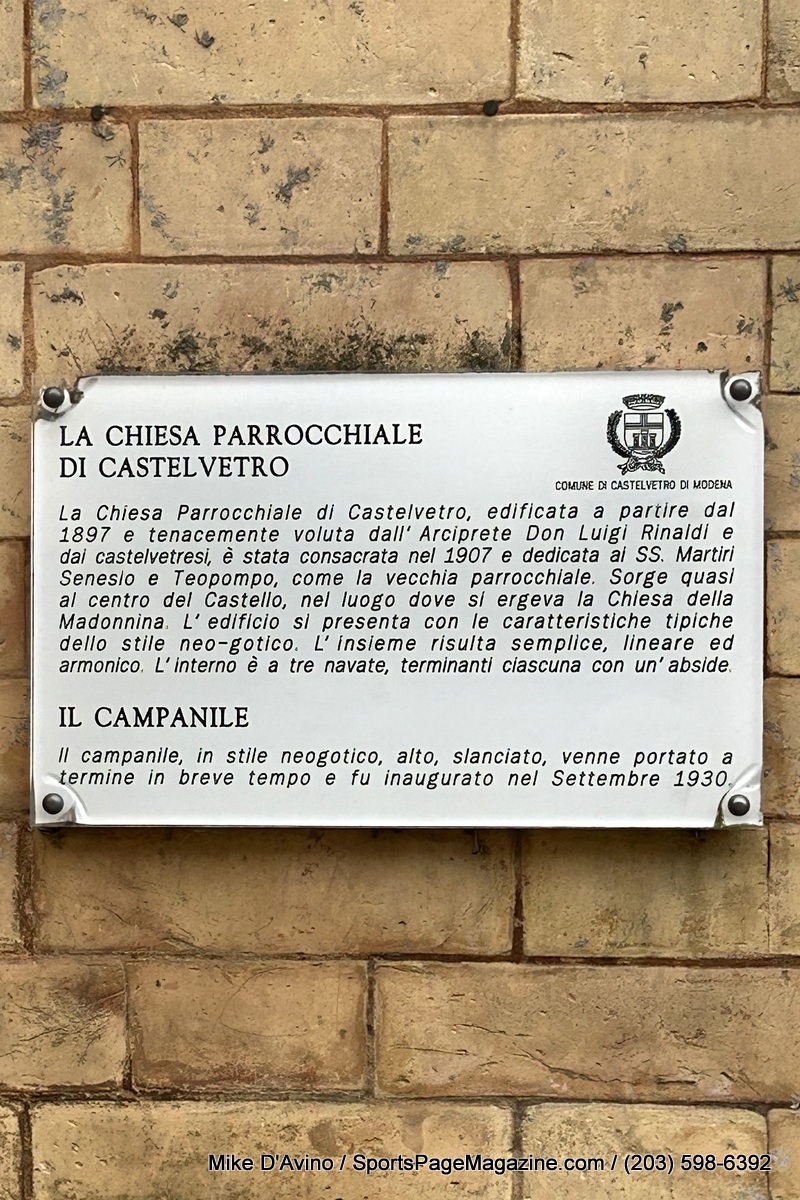 LA CHIESA PARROCCHIALE
DI CASTELVETRO
COMUNE DI CASTELVETRO DI MODENA
La Chiesa Parrocchiale di Castelvetro, edificata a partire dal
1897 e tenacemente voluta dall' Arciprete Don Luigi Rinaldi e
dai castelvetresi, è stata consacrata nel 1907 e dedicata ai SS. Martiri
Senesio e Teopompo, come la vecchia parrocchiale. Sorge quasi
al centro del Castello, nel luogo dove si ergeva la Chiesa della
Madonnina. L' edificio si presenta con le caratteristiche tipiche
dello stile neo-gotico. L' insieme risulta semplice, lineare ed
armonico. L' interno è a tre navate, terminanti ciascuna con un' abside.
IL CAMPANILE
Il campanile, in stile neogotico, alto, slanciato, venne portato a
termine in breve tempo e fu inaugurato nel Settembre 1930.
Mike D'Avino / SportsPageMagazine.com / (203) 598-6392